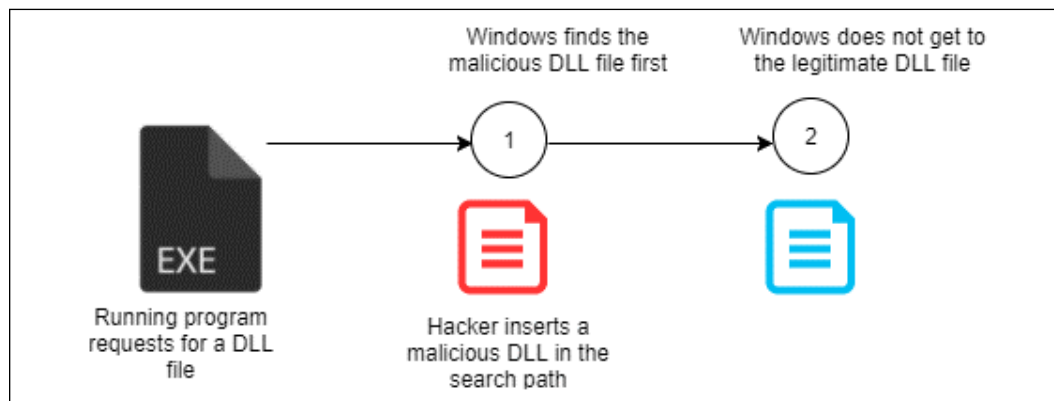 Windows finds the
malicious DLL file first
Windows does not get to
the legitimate DLL file
1
2
EXE
Running program
requests for a DLL
file
Hacker inserts a
malicious DLL in the
search path